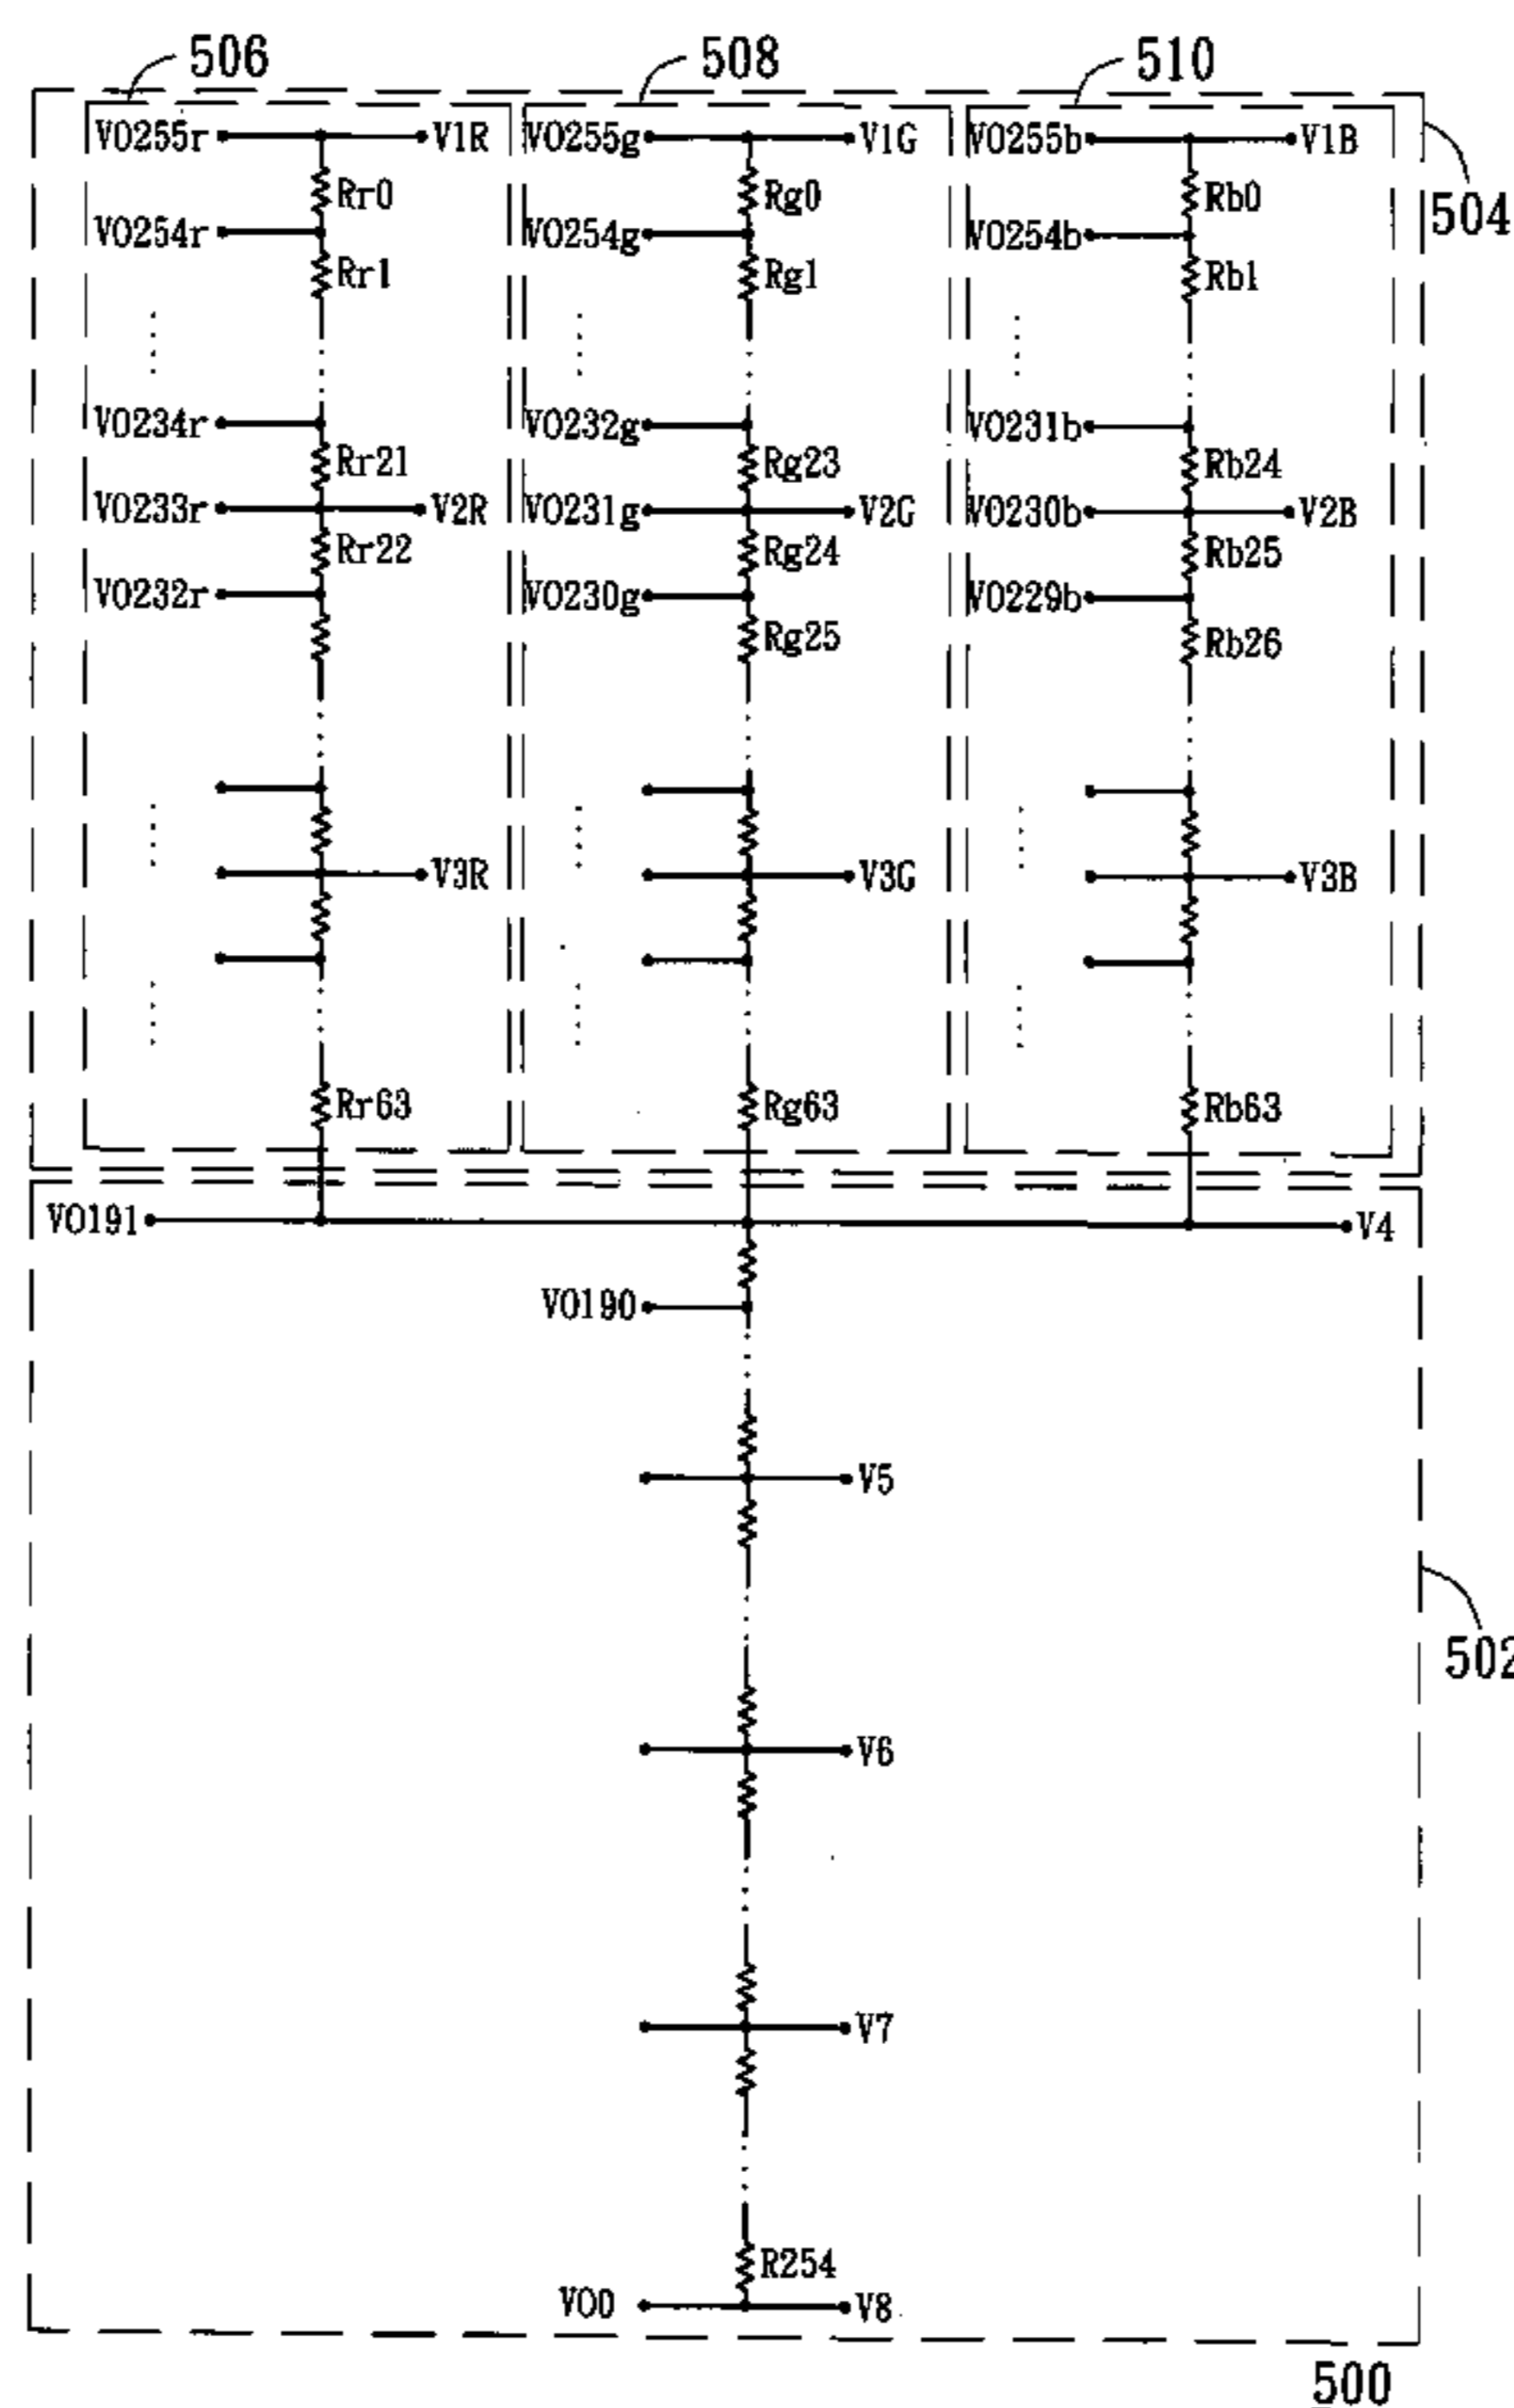 506 508 510
VO255r V1R VO255g V1G VO255b V1B
504
Rr0 Rg0 Rb0
VO254r VO254g VO254b
Rr1 Rg1 Rb1
VO234r VO232g VO231b
Rr21 Rg23 Rb24
VO233r V2R VO231g V2G VO230b V2B
Rr22 Rg24 Rb25
VO232r VO230g VO229b
Rg25 Rb26
V3R V3G V3B
Rr63 Rg63 Rb63
VO191 V4
VO190
V5
502
V6
V7
R254
VO0 V8
500